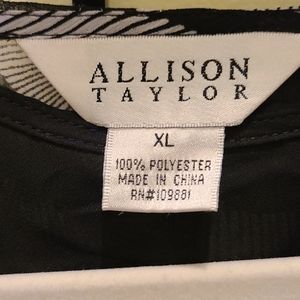 ALLISON
TAYLOR
XL
100% POLYESTER
MADE IN CHINA
RN#109881